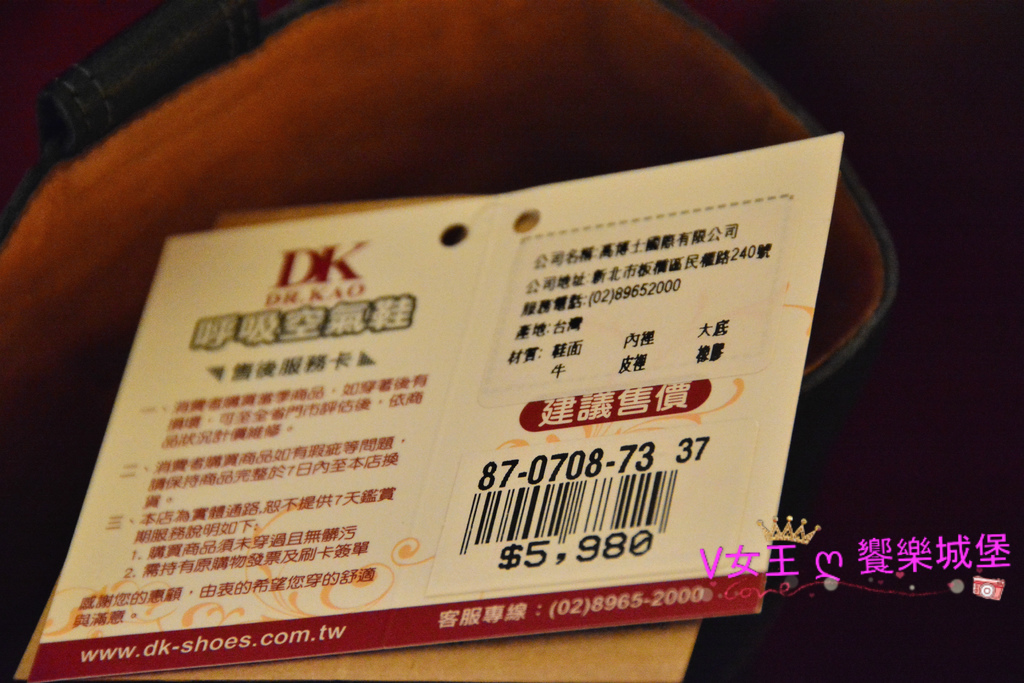 DK
DR. KAO
呼吸空氣鞋
售後服務卡
一、消費者購買當季商品，如穿著後有
損壞，可至全省門市評估後，依商
品狀況計價維修。
二、消費者購買商品如有瑕疵等問題，
請保持商品完整於7日內至本店換
貨。
三、本店為實體通路,恕不提供7天鑑賞
期服務說明如下:
1. 購買商品須未穿過且無髒污
2. 需持有原購物發票及刷卡簽單
感謝您的惠顧，由衷的希望您穿的舒適
與滿意。
www.dk-shoes.com.tw
公司名稱:高博士國際有限公司
公司地址:新北市板橋區民權路240號
服務電話:(02)89652000
產地:台灣
材質: 鞋面 內裡 大底
牛 皮裡 橡膠
建議售價
87-0708-73 37
$5,980
客服專線：(02)8965-2000
V女王 ღ 饗樂城堡